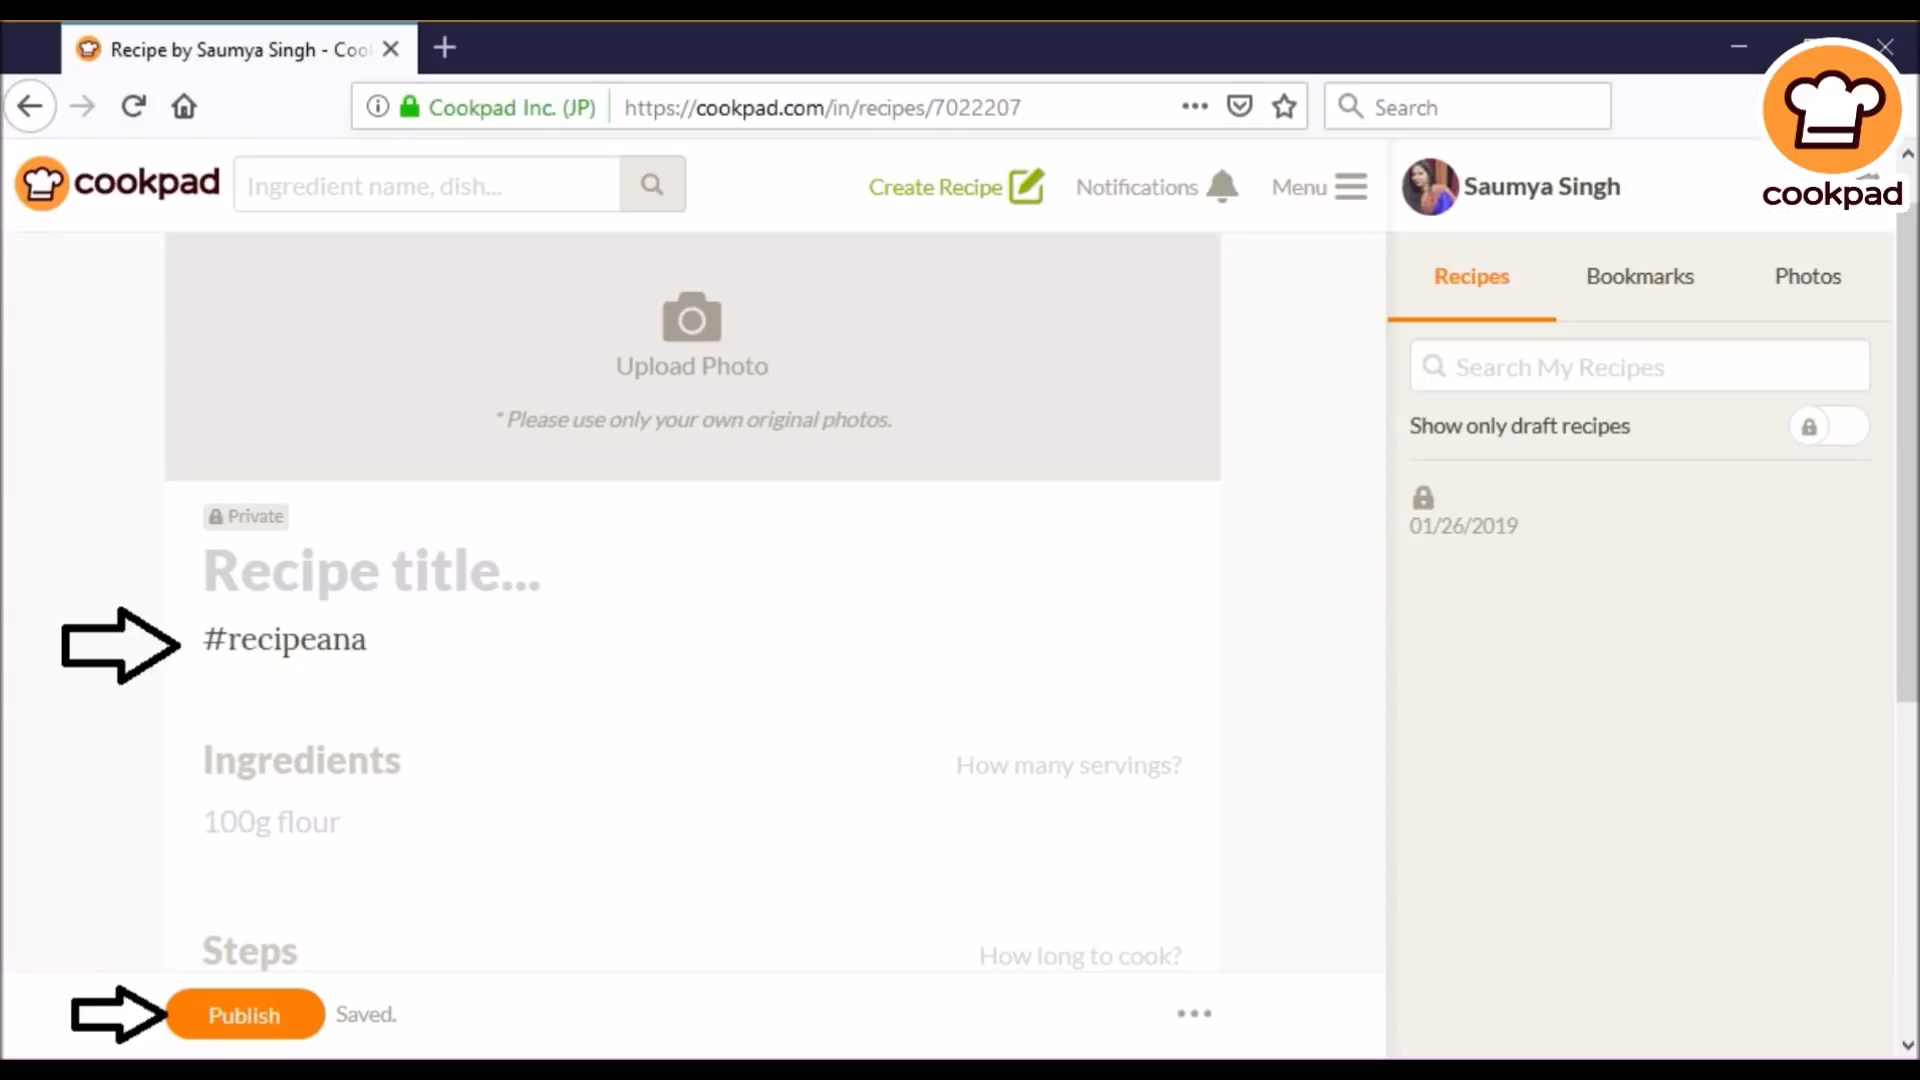 Recipe by Saumya Singh - Coo
Cookpad Inc. (JP) https://cookpad.com/in/recipes/7022207 Search
cookpad
cookpad Ingredient name, dish... Create Recipe Notifications Menu Saumya Singh
Recipes Bookmarks Photos
Upload Photo
Search My Recipes
* Please use only your own original photos.
Show only draft recipes
Private
01/26/2019
Recipe title...
#recipeana
Ingredients How many servings?
100g flour
Steps How long to cook?
Publish Saved.